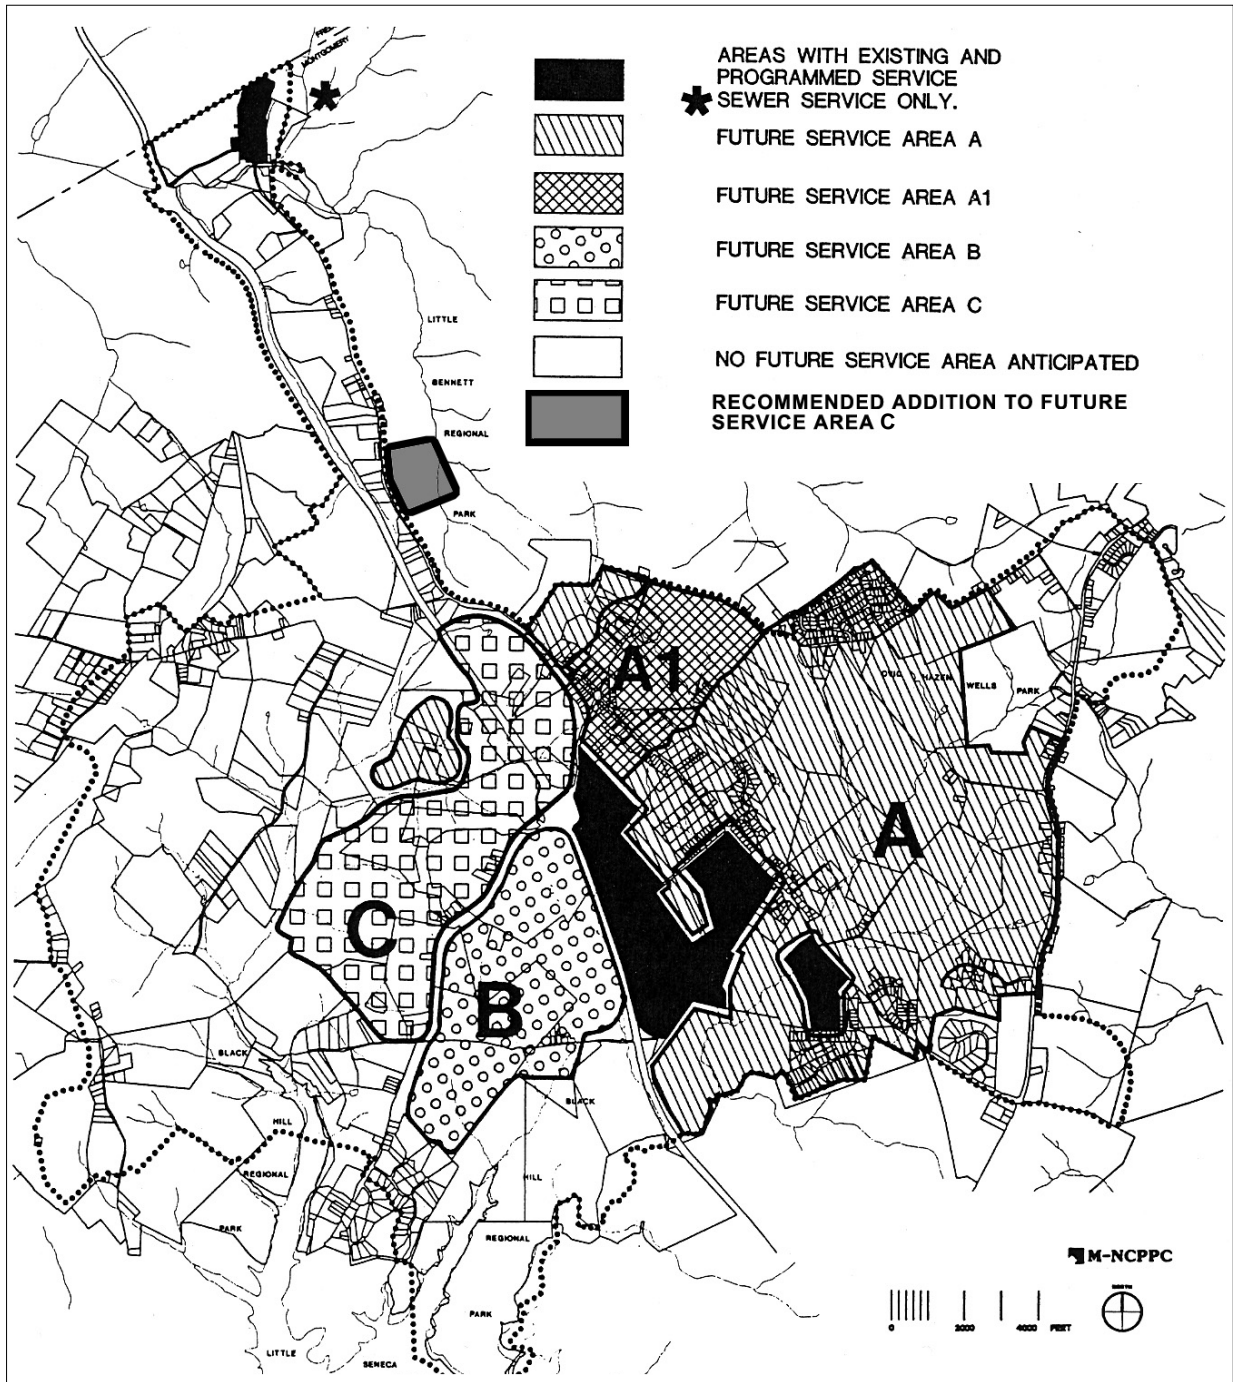 FRED
MONTGOMERY
AREAS WITH EXISTING AND
PROGRAMMED SERVICE
* SEWER SERVICE ONLY.
*
FUTURE SERVICE AREA A
FUTURE SERVICE AREA A1
FUTURE SERVICE AREA B
FUTURE SERVICE AREA C
NO FUTURE SERVICE AREA ANTICIPATED
RECOMMENDED ADDITION TO FUTURE
SERVICE AREA C
LITTLE
BENNETT
REGIONAL
PARK
A1
OVID HAZEN WELLS PARK
A
C
B
BLACK
HILL
REGIONAL
PARK
BLACK
HILL
REGIONAL
PARK
LITTLE
SENECA
M-NCPPC
0 2000 4000 FEET
NORTH